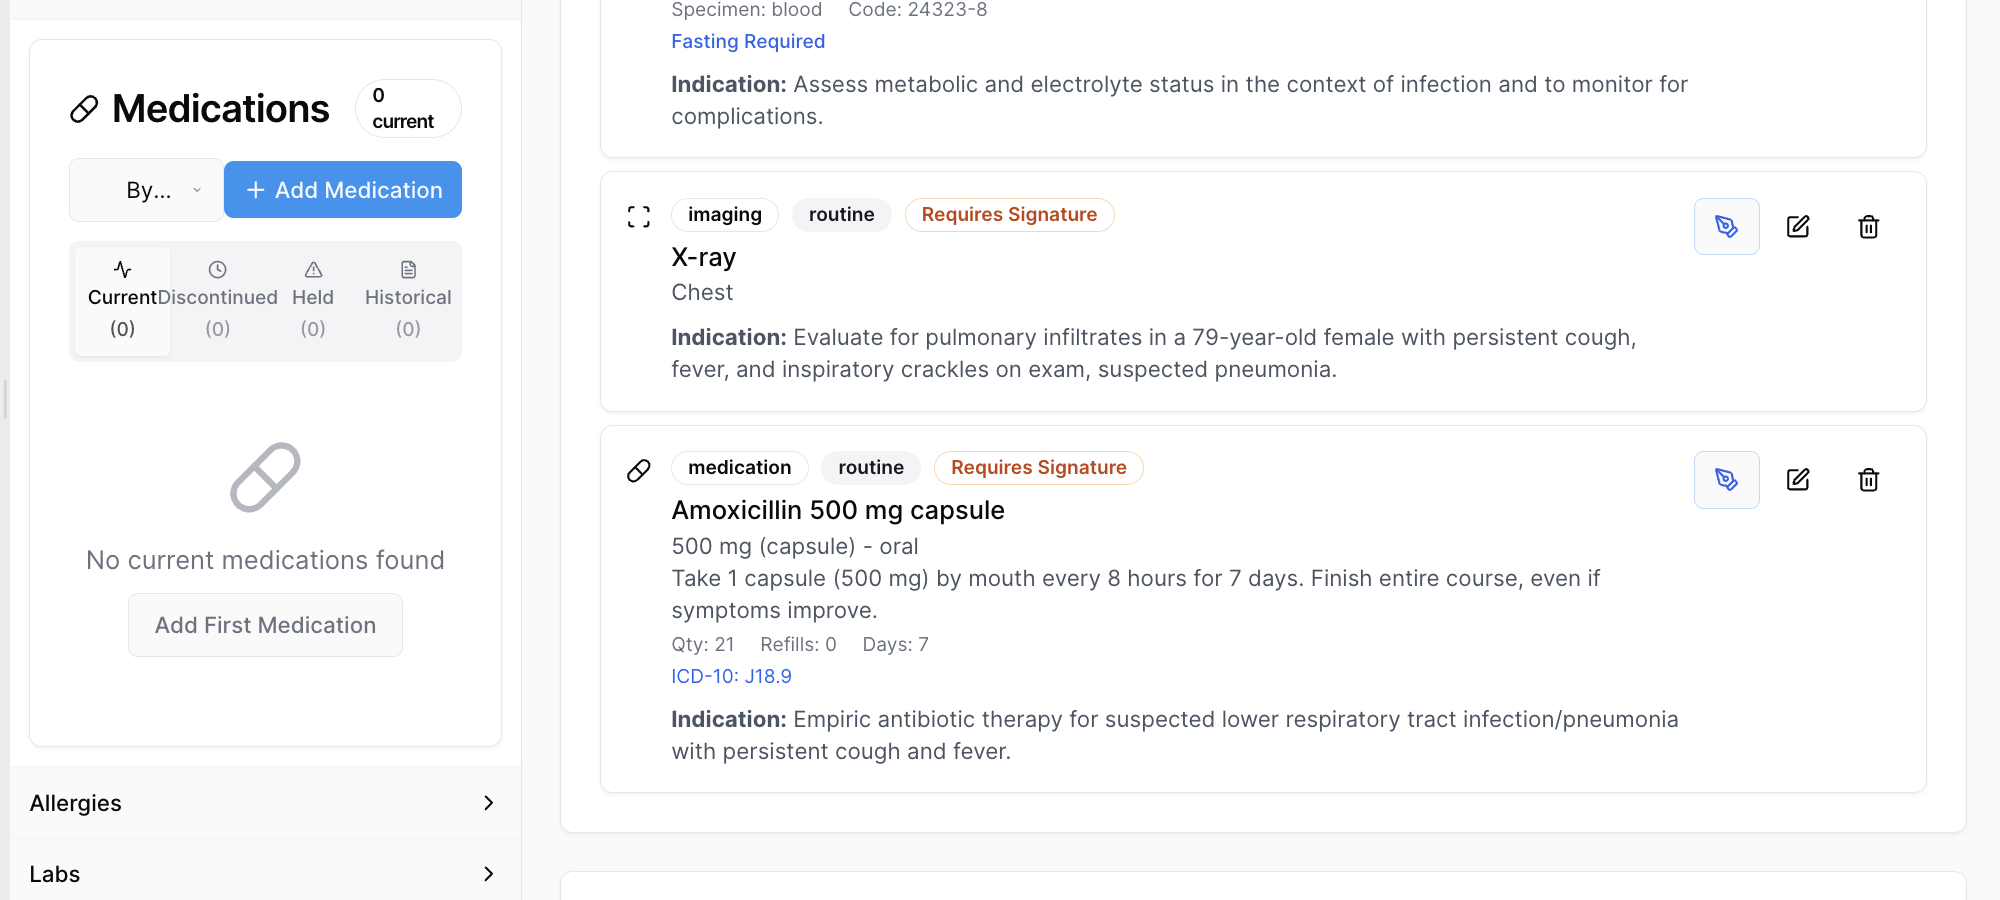 Medications
0
current
By...
Add Medication
Current
(0)
Discontinued
(0)
Held
(0)
Historical
(0)
No current medications found
Add First Medication
Allergies
Labs
Specimen: blood Code: 24323-8
Fasting Required
Indication: Assess metabolic and electrolyte status in the context of infection and to monitor for
complications.
imaging routine Requires Signature
X-ray
Chest
Indication: Evaluate for pulmonary infiltrates in a 79-year-old female with persistent cough,
fever, and inspiratory crackles on exam, suspected pneumonia.
medication routine Requires Signature
Amoxicillin 500 mg capsule
500 mg (capsule) - oral
Take 1 capsule (500 mg) by mouth every 8 hours for 7 days. Finish entire course, even if
symptoms improve.
Qty: 21 Refills: 0 Days: 7
ICD-10: J18.9
Indication: Empiric antibiotic therapy for suspected lower respiratory tract infection/pneumonia
with persistent cough and fever.